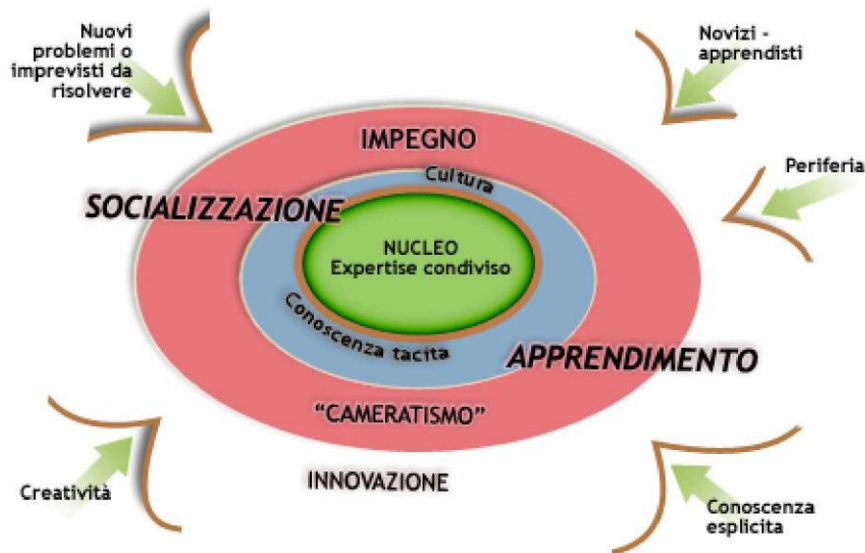 Nuovi
problemi o
imprevisti da
risolvere
Novizi -
apprendisti
IMPEGNO
Cultura
Periferia
SOCIALIZZAZIONE
NUCLEO
Expertise condiviso
Conoscenza tacita
APPRENDIMENTO
"CAMERATISMO"
INNOVAZIONE
Creatività
Conoscenza
esplicita